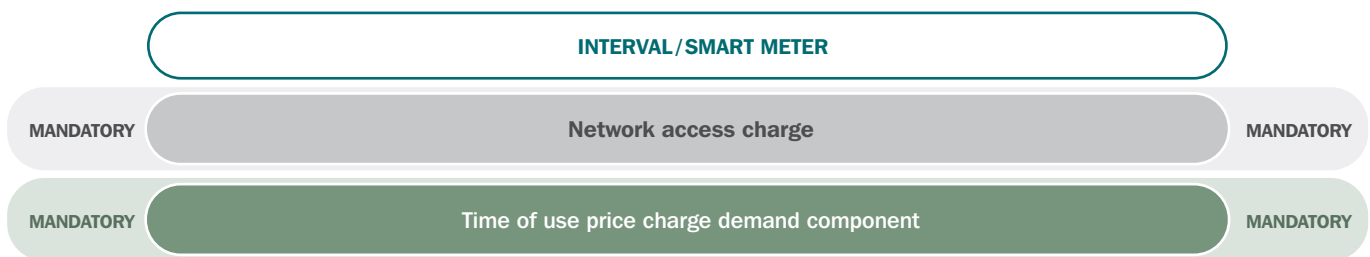 INTERVAL/SMART METER
MANDATORY Network access charge MANDATORY
MANDATORY Time of use price charge demand component MANDATORY